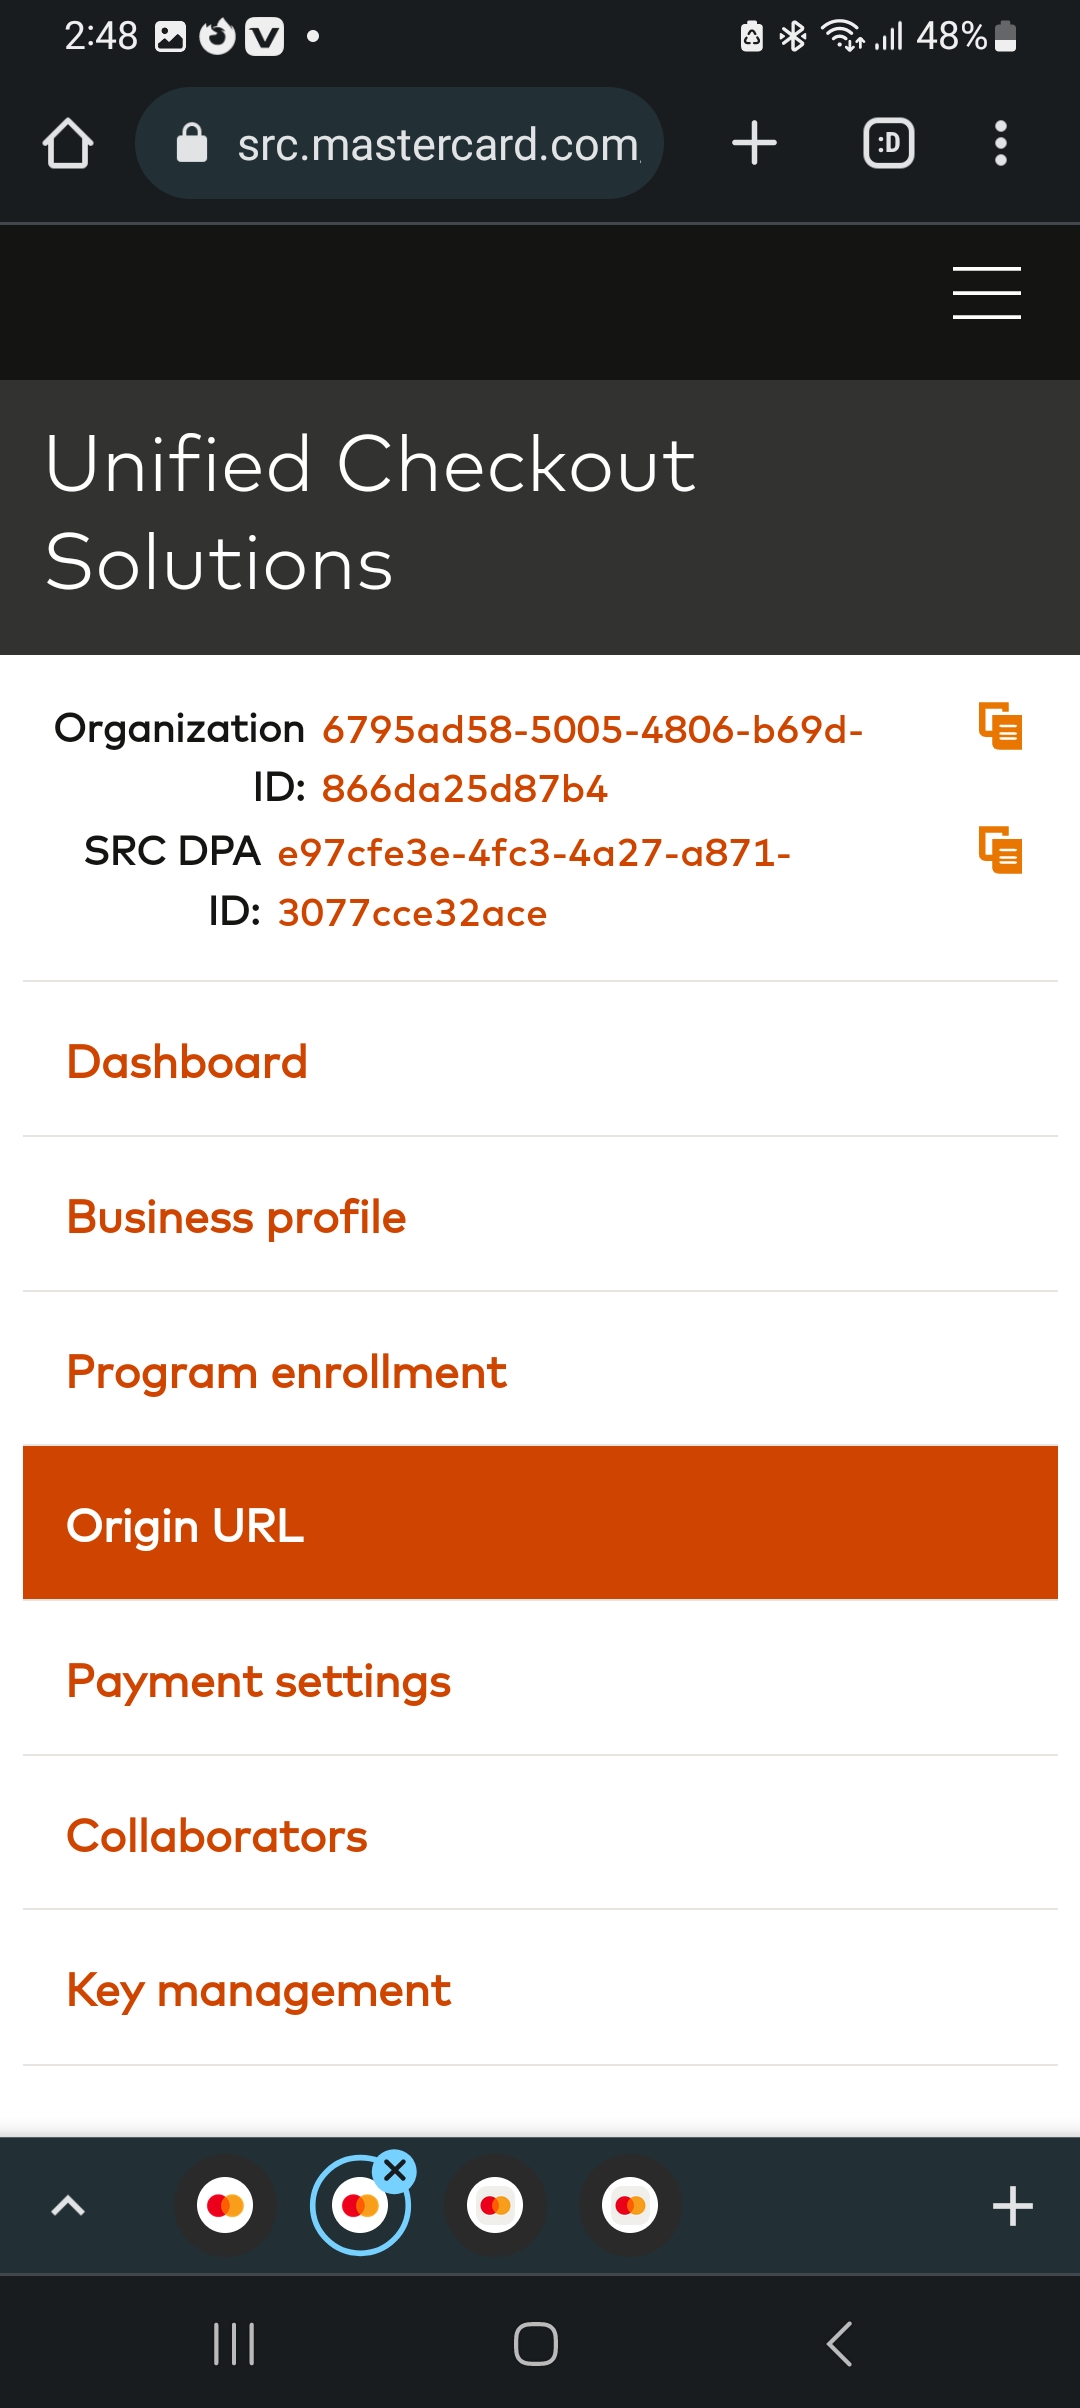 2:48
48%
src.mastercard.com
:D
Unified Checkout
Solutions
Organization 6795ad58-5005-4806-b69d-
ID: 866da25d87b4
SRC DPA e97cfe3e-4fc3-4a27-a871-
ID: 3077cce32ace
Dashboard
Business profile
Program enrollment
Origin URL
Payment settings
Collaborators
Key management